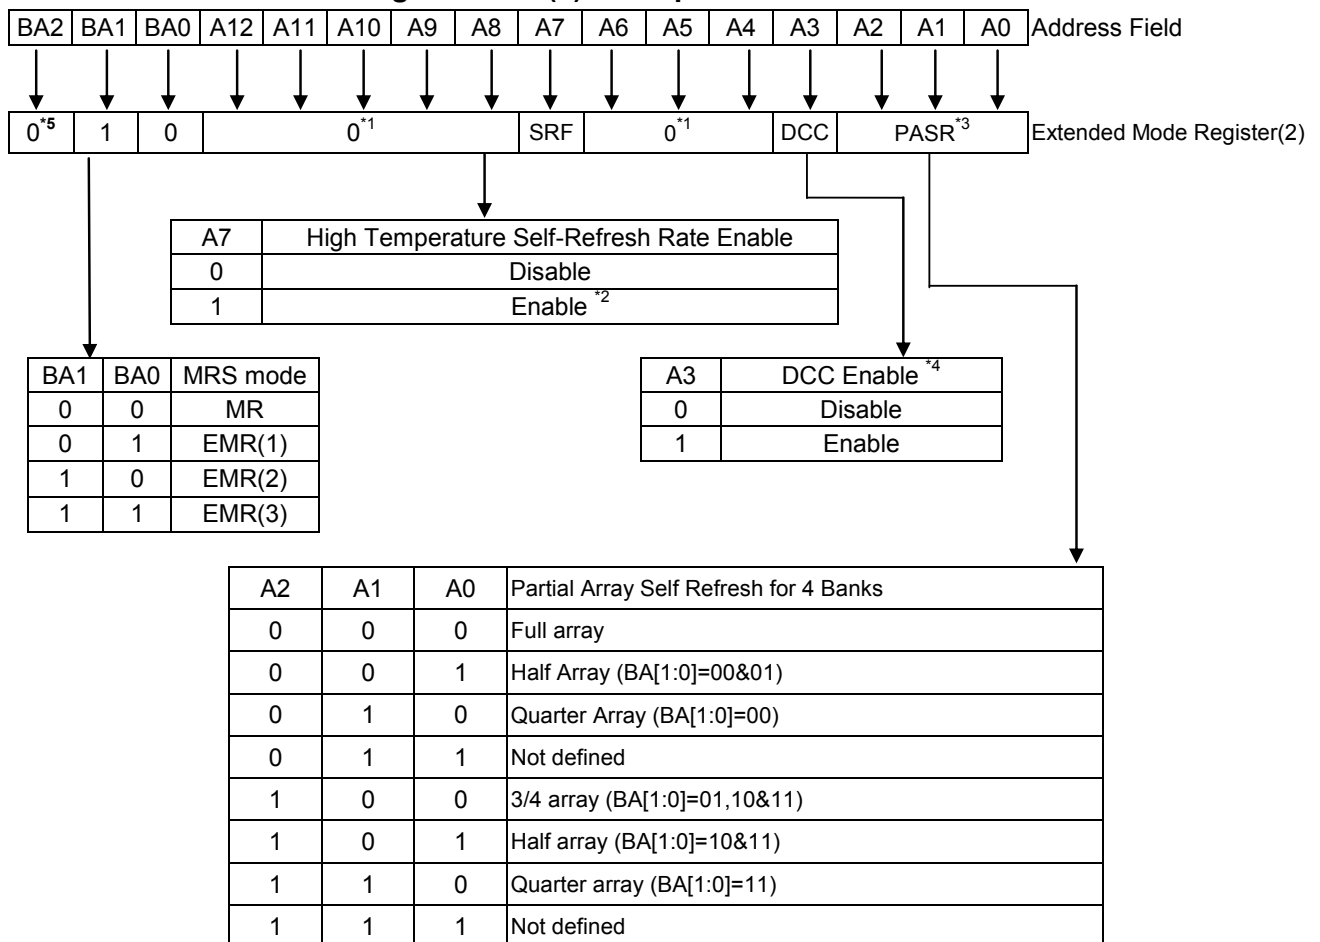 BA2 BA1 BA0 A12 A11 A10 A9 A8 A7 A6 A5 A4 A3 A2 A1 A0 Address Field
0*5 1 0 0*1 SRF 0*1 DCC PASR*3 Extended Mode Register(2)
A7 High Temperature Self-Refresh Rate Enable
0 Disable
1 Enable *2
BA1 BA0 MRS mode
0 0 MR
0 1 EMR(1)
1 0 EMR(2)
1 1 EMR(3)
A3 DCC Enable *4
0 Disable
1 Enable
A2 A1 A0 Partial Array Self Refresh for 4 Banks
0 0 0 Full array
0 0 1 Half Array (BA[1:0]=00&01)
0 1 0 Quarter Array (BA[1:0]=00)
0 1 1 Not defined
1 0 0 3/4 array (BA[1:0]=01,10&11)
1 0 1 Half array (BA[1:0]=10&11)
1 1 0 Quarter array (BA[1:0]=11)
1 1 1 Not defined